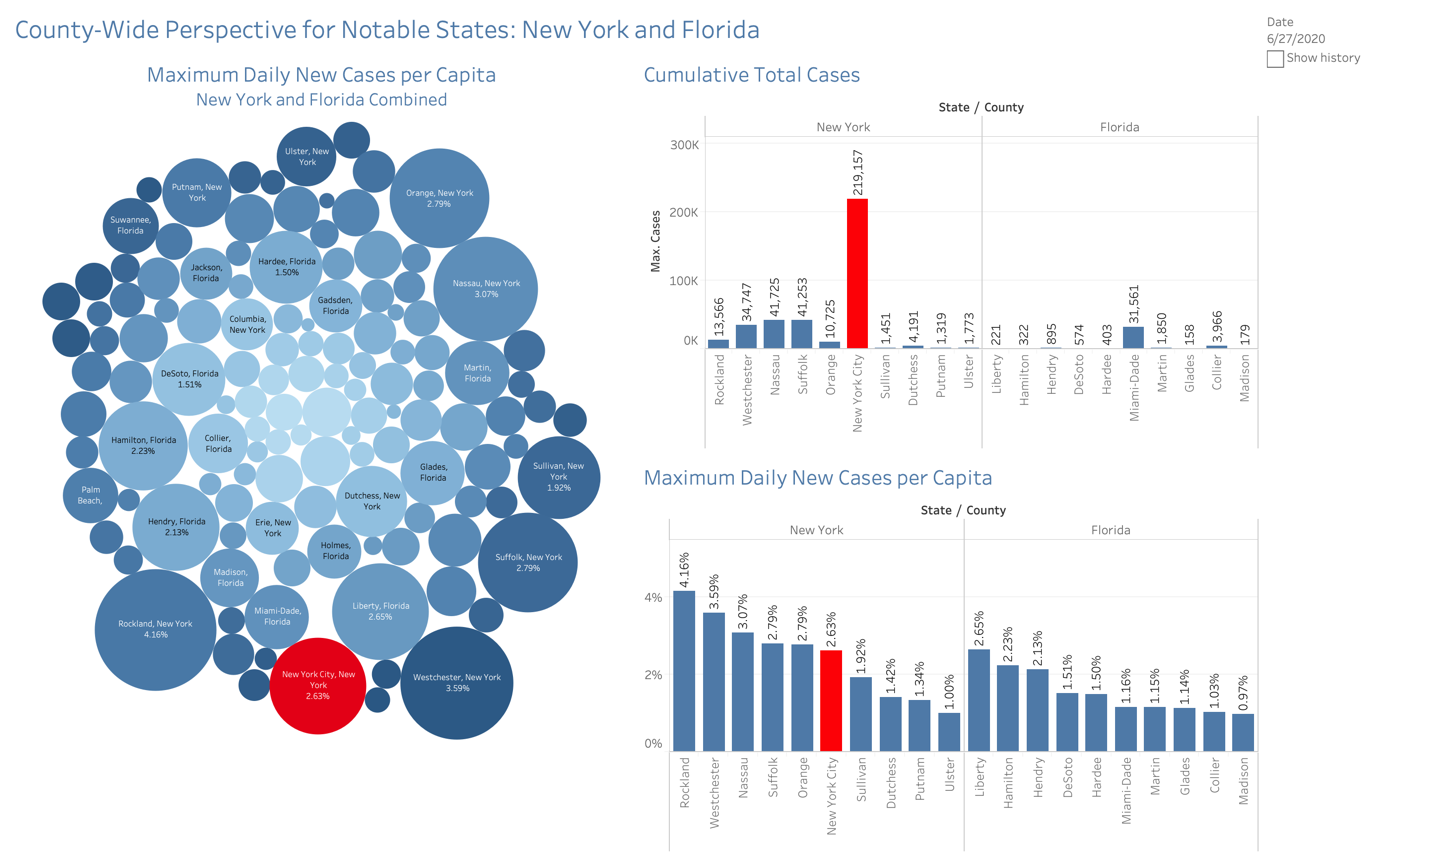 County-Wide Perspective for Notable States: New York and Florida
Date
6/27/2020
Show history
Maximum Daily New Cases per Capita
New York and Florida Combined
Ulster, New
York
Putnam, New
York
Orange, New York
2.79%
Suwannee,
Florida
Jackson,
Florida
Hardee, Florida
1.50%
Nassau, New York
3.07%
Gadsden,
Florida
Columbia,
New York
DeSoto, Florida
1.51%
Martin,
Florida
Hamilton, Florida
2.23%
Collier,
Florida
Glades,
Florida
Sullivan, New
York
1.92%
Palm
Beach,
Dutchess, New
York
Hendry, Florida
2.13%
Erie, New
York
Holmes,
Florida
Suffolk, New York
2.79%
Madison,
Florida
Miami-Dade,
Florida
Liberty, Florida
2.65%
Rockland, New York
4.16%
New York City, New
York
2.63%
Westchester, New York
3.59%
Cumulative Total Cases
State / County
New York
Florida
Max. Cases
300K
200K
100K
0K
13,566
34,747
41,725
41,253
10,725
219,157
1,451
4,191
1,319
1,773
221
322
895
574
403
31,561
1,850
158
3,966
179
Rockland
Westchester
Nassau
Suffolk
Orange
New York City
Sullivan
Dutchess
Putnam
Ulster
Liberty
Hamilton
Hendry
DeSoto
Hardee
Miami-Dade
Martin
Glades
Collier
Madison
Maximum Daily New Cases per Capita
State / County
New York
Florida
4%
2%
0%
4.16%
3.59%
3.07%
2.79%
2.79%
2.63%
1.92%
1.42%
1.34%
1.00%
2.65%
2.23%
2.13%
1.51%
1.50%
1.16%
1.15%
1.14%
1.03%
0.97%
Rockland
Westchester
Nassau
Suffolk
Orange
New York City
Sullivan
Dutchess
Putnam
Ulster
Liberty
Hamilton
Hendry
DeSoto
Hardee
Miami-Dade
Martin
Glades
Collier
Madison